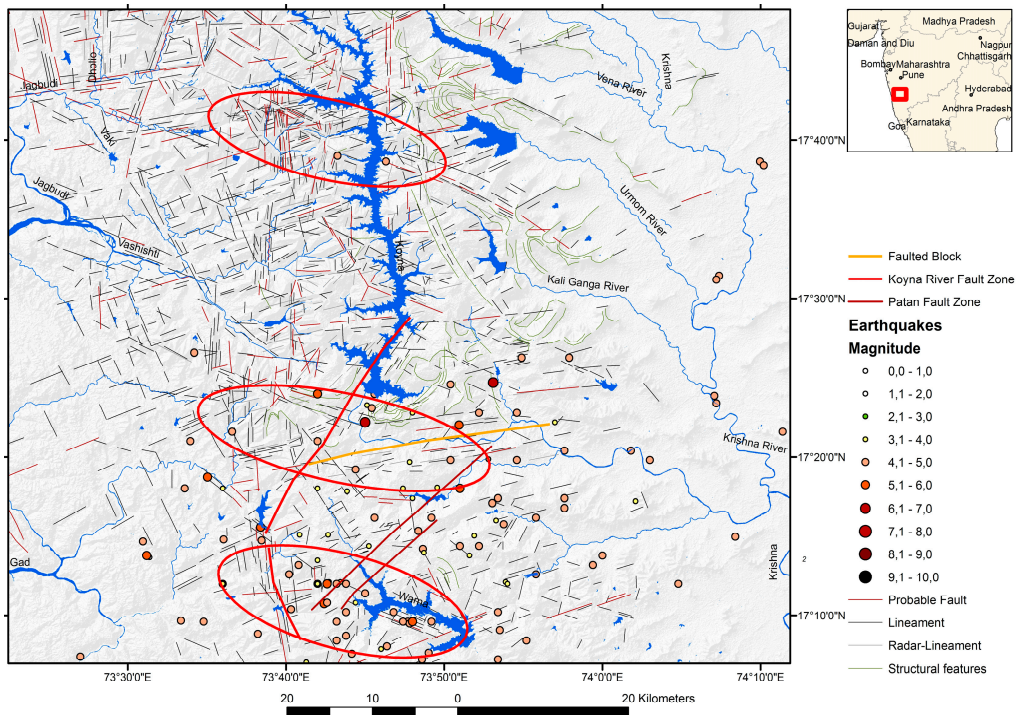 Jagbudi
Dholio
Vaki
Jagbudi
Vashishti
Koyna
Vena River
Krishna
Urmom River
Kali Ganga River
Krishna River
Krishna
Gad
Warna
2
17°40'0"N
17°30'0"N
17°20'0"N
17°10'0"N
73°30'0"E
73°40'0"E
73°50'0"E
74°0'0"E
74°10'0"E
20 10 0 20 Kilometers
Gujarat
Madhya Pradesh
Daman and Diu
Nagpur
Chhattisgarh
Bombay Maharashtra
Pune
Hyderabad
Andhra Pradesh
Karnataka
Goa
Faulted Block
Koyna River Fault Zone
Patan Fault Zone
Earthquakes
Magnitude
0,0 - 1,0
1,1 - 2,0
2,1 - 3,0
3,1 - 4,0
4,1 - 5,0
5,1 - 6,0
6,1 - 7,0
7,1 - 8,0
8,1 - 9,0
9,1 - 10,0
Probable Fault
Lineament
Radar-Lineament
Structural features